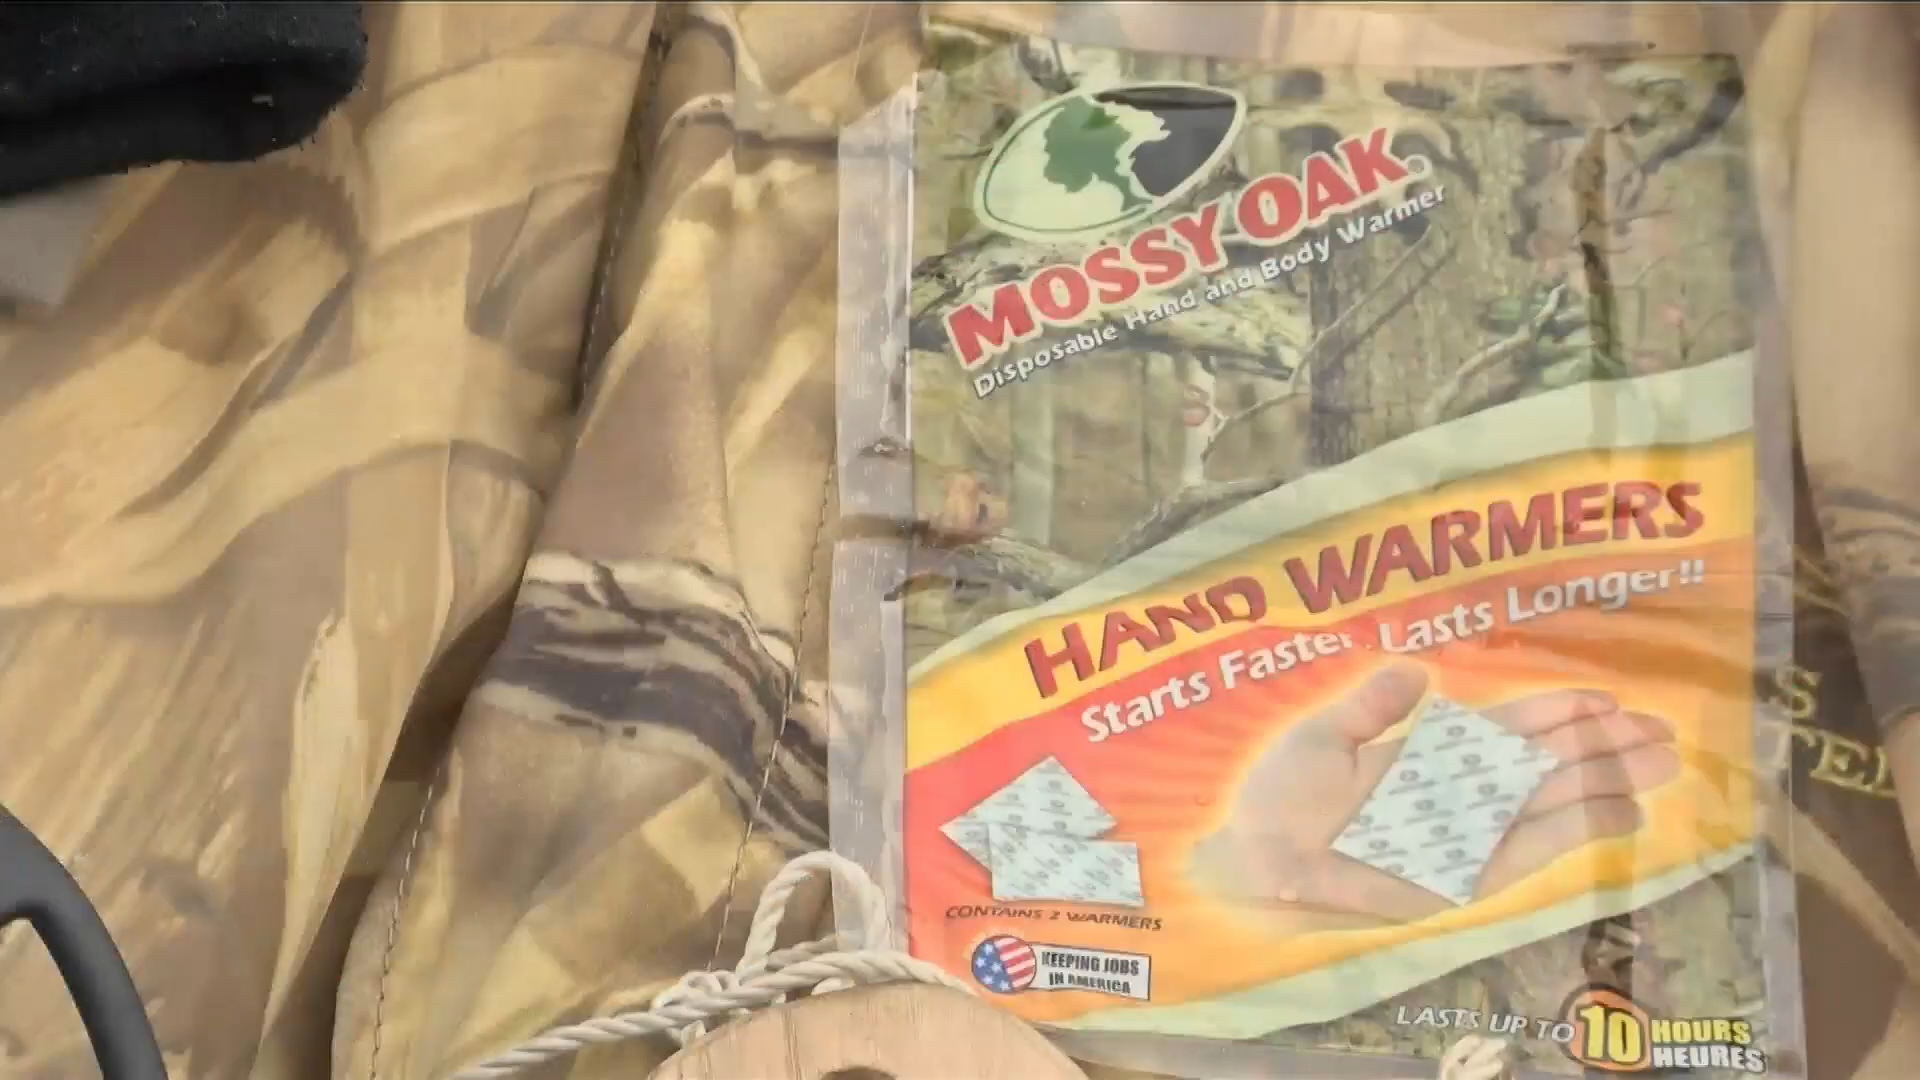 MOSSY OAK
Disposable Hand and Body Warmer
HAND WARMERS
Starts Faster Lasts Longer!!
CONTAINS 2 WARMERS
KEEPING JOBS
IN AMERICA
LASTS UP TO 10 HOURS
HEURES